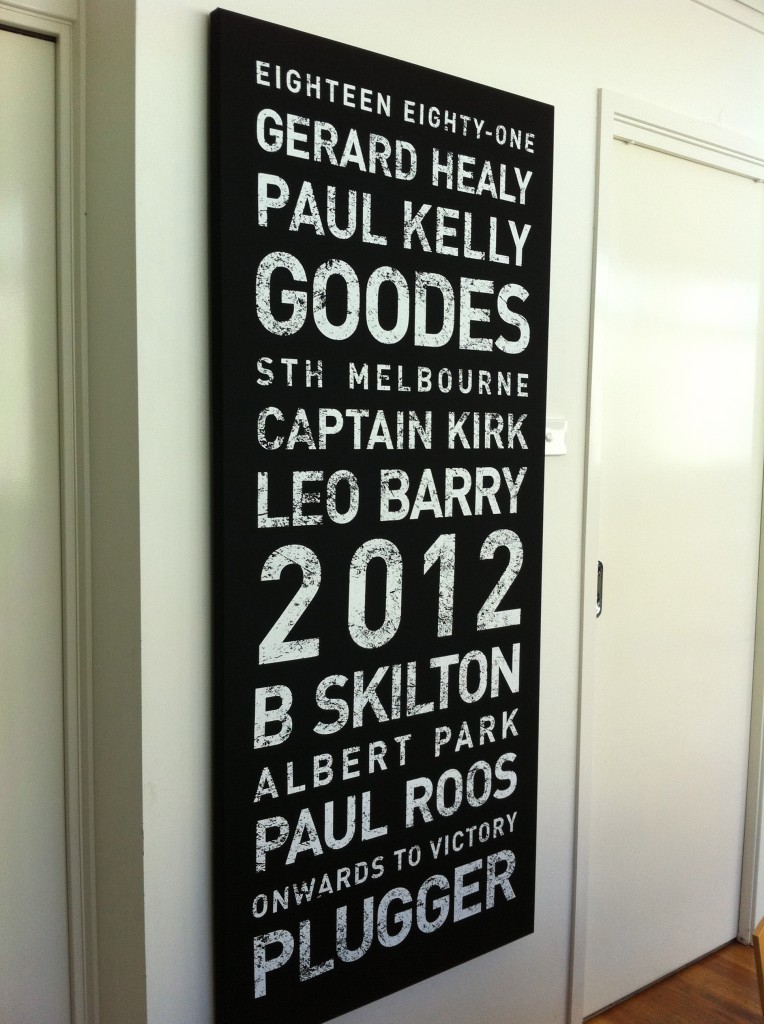 EIGHTEEN EIGHTY-ONE
GERARD HEALY
PAUL KELLY
GOODES
STH MELBOURNE
CAPTAIN KIRK
LEO BARRY
2012
B SKILTON
ALBERT PARK
PAUL ROOS
ONWARDS TO VICTORY
PLUGGER